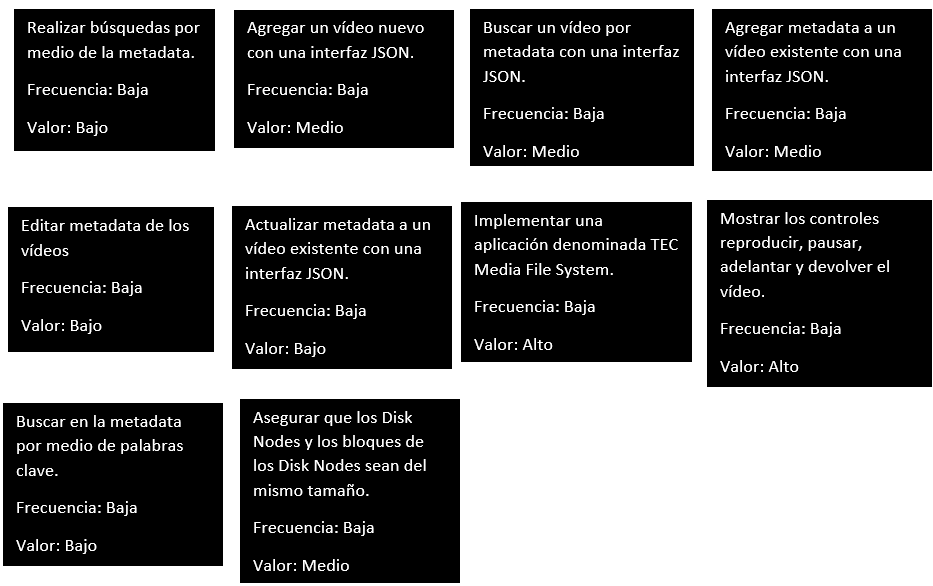 Realizar búsquedas por
medio de la metadata.
Frecuencia: Baja
Valor: Bajo
Agregar un vídeo nuevo
con una interfaz JSON.
Frecuencia: Baja
Valor: Medio
Buscar un vídeo por
metadata con una interfaz
JSON.
Frecuencia: Baja
Valor: Medio
Agregar metadata a un
vídeo existente con una
interfaz JSON.
Frecuencia: Baja
Valor: Medio
Editar metadata de los
vídeos
Frecuencia: Baja
Valor: Bajo
Actualizar metadata a un
vídeo existente con una
interfaz JSON.
Frecuencia: Baja
Valor: Bajo
Implementar una
aplicación denominada TEC
Media File System.
Frecuencia: Baja
Valor: Alto
Mostrar los controles
reproducir, pausar,
adelantar y devolver el
vídeo.
Frecuencia: Baja
Valor: Alto
Buscar en la metadata
por medio de palabras
clave.
Frecuencia: Baja
Valor: Bajo
Asegurar que los Disk
Nodes y los bloques de
los Disk Nodes sean del
mismo tamaño.
Frecuencia: Baja
Valor: Medio